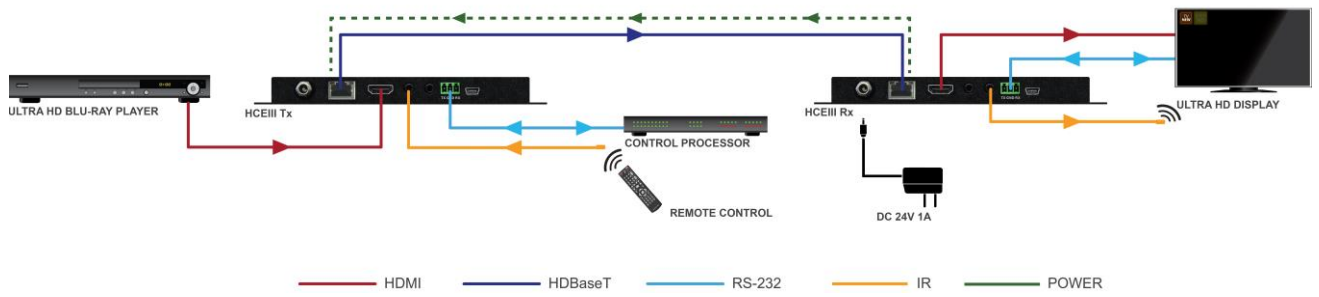 ULTRA HD BLU-RAY PLAYER
HCEIII Tx
CONTROL PROCESSOR
REMOTE CONTROL
HCEIII Rx
DC 24V 1A
ULTRA HD DISPLAY
HDMI
HDBaseT
RS-232
IR
POWER